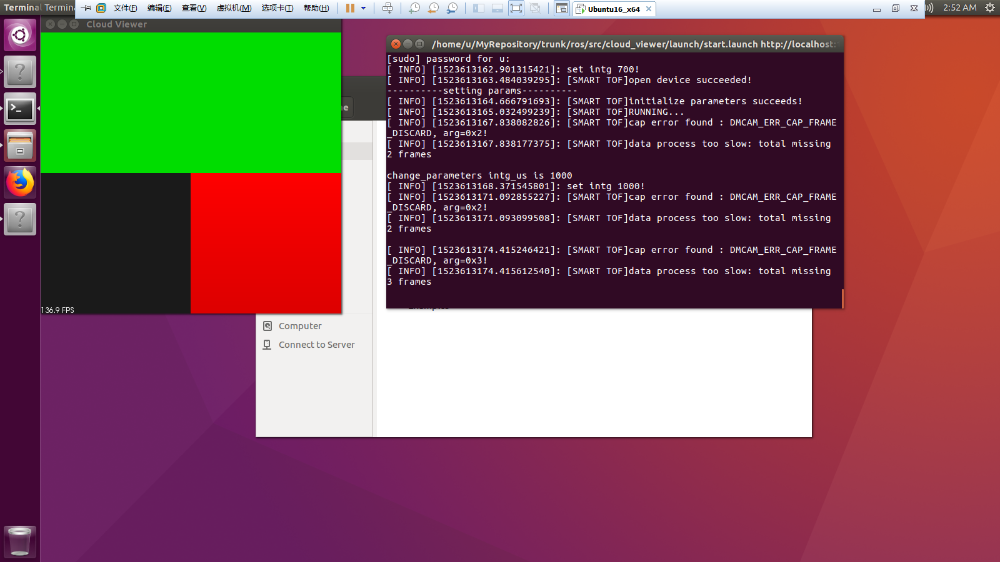 Terminal Termin
文件(F) 编辑(E) 查看(V) 虚拟机(M) 选项卡(T) 帮助(H)
Ubuntu16_x64
2:52 AM
Cloud Viewer
136.9 FPS
/home/u/MyRepository/trunk/ros/src/cloud_viewer/launch/start.launch http://localhost:
[sudo] password for u:
[ INFO] [1523613162.901315421]: set intg 700!
[ INFO] [1523613163.484039295]: [SMART TOF]open device succeeded!
----------setting params----------
[ INFO] [1523613164.666791693]: [SMART TOF]initialize parameters succeeds!
[ INFO] [1523613165.032499239]: [SMART TOF]RUNNING...
[ INFO] [1523613167.838082826]: [SMART TOF]cap error found : DMCAM_ERR_CAP_FRAME
_DISCARD, arg=0x2!
[ INFO] [1523613167.838177375]: [SMART TOF]data process too slow: total missing
2 frames
change_parameters intg_us is 1000
[ INFO] [1523613168.371545801]: set intg 1000!
[ INFO] [1523613171.092855227]: [SMART TOF]cap error found : DMCAM_ERR_CAP_FRAME
_DISCARD, arg=0x2!
[ INFO] [1523613171.093099508]: [SMART TOF]data process too slow: total missing
2 frames
[ INFO] [1523613174.415246421]: [SMART TOF]cap error found : DMCAM_ERR_CAP_FRAME
_DISCARD, arg=0x3!
[ INFO] [1523613174.415612540]: [SMART TOF]data process too slow: total missing
3 frames
Computer
Connect to Server